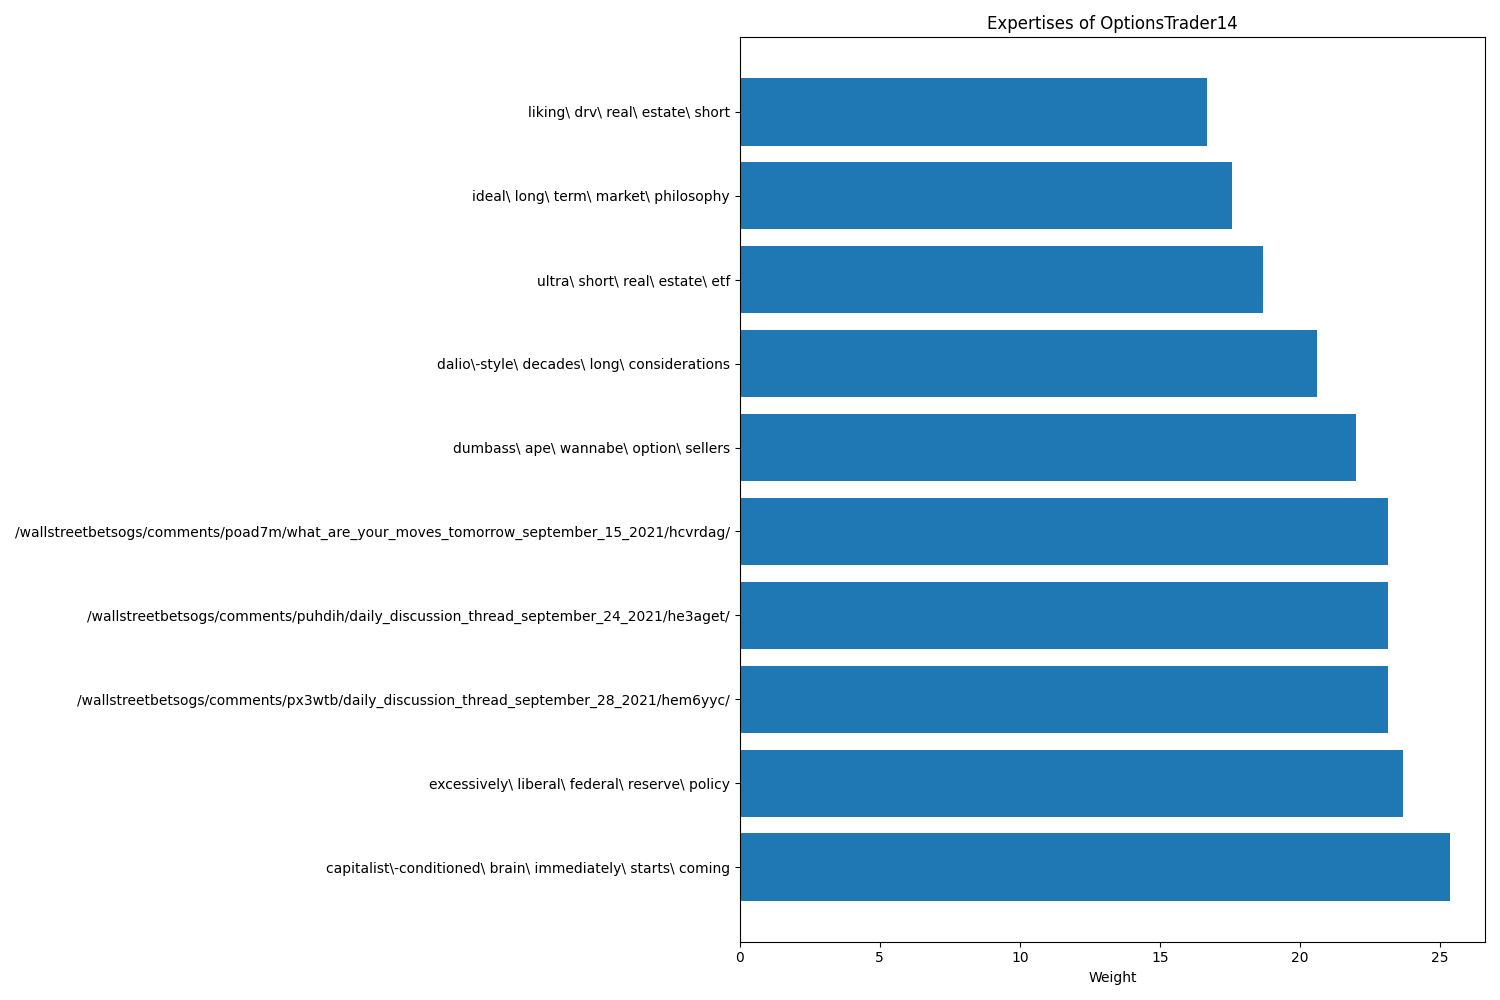 Expertises of OptionsTrader14
liking\ drv\ real\ estate\ short
ideal\ long\ term\ market\ philosophy
ultra\ short\ real\ estate\ etf
dalio\-style\ decades\ long\ considerations
dumbass\ ape\ wannabe\ option\ sellers
/wallstreetbetsogs/comments/poad7m/what_are_your_moves_tomorrow_september_15_2021/hcvrdag/
/wallstreetbetsogs/comments/puhdih/daily_discussion_thread_september_24_2021/he3aget/
/wallstreetbetsogs/comments/px3wtb/daily_discussion_thread_september_28_2021/hem6yyc/
excessively\ liberal\ federal\ reserve\ policy
capitalist\-conditioned\ brain\ immediately\ starts\ coming
0 5 10 15 20 25
Weight